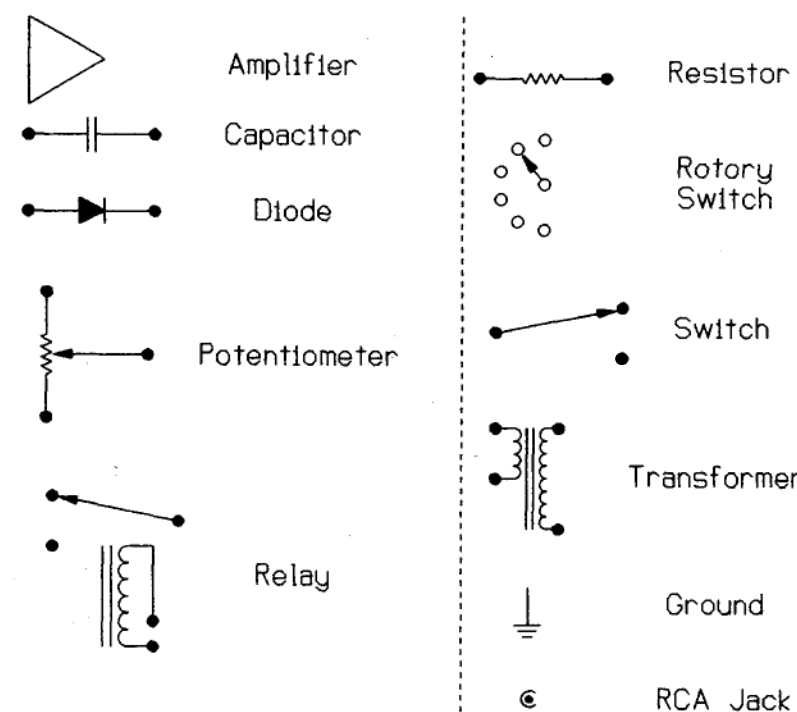 Amplifier
Capacitor
Diode
Potentiometer
Relay
Resistor
Rotory
Switch
Switch
Transformer
Ground
RCA Jack